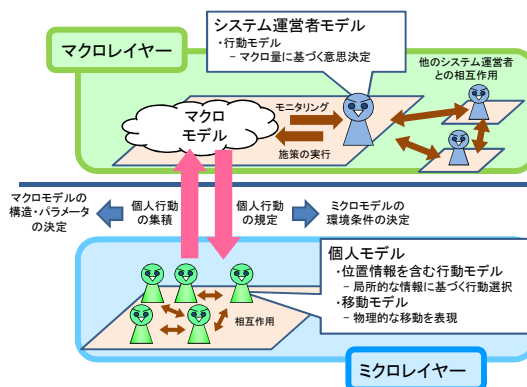 システム運営者モデル
・行動モデル
－ マクロ量に基づく意思決定
マクロレイヤー
他のシステム運営者
との相互作用
モニタリング
マクロ
モデル
施策の実行
マクロモデルの
構造・パラメータ
の決定
個人行動
の集積
個人行動
の規定
ミクロモデルの
環境条件の決定
個人モデル
・位置情報を含む行動モデル
－ 局所的な情報に基づく行動選択
・移動モデル
－ 物理的な移動を表現
相互作用
ミクロレイヤー